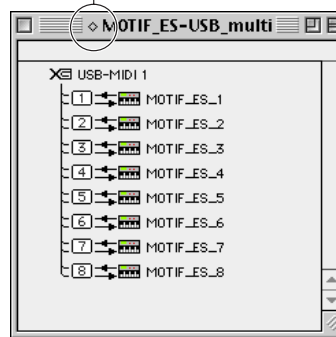 MOTIF_ES-USB_multi
USB-MIDI 1
1 MOTIF_ES_1
2 MOTIF_ES_2
3 MOTIF_ES_3
4 MOTIF_ES_4
5 MOTIF_ES_5
6 MOTIF_ES_6
7 MOTIF_ES_7
8 MOTIF_ES_8